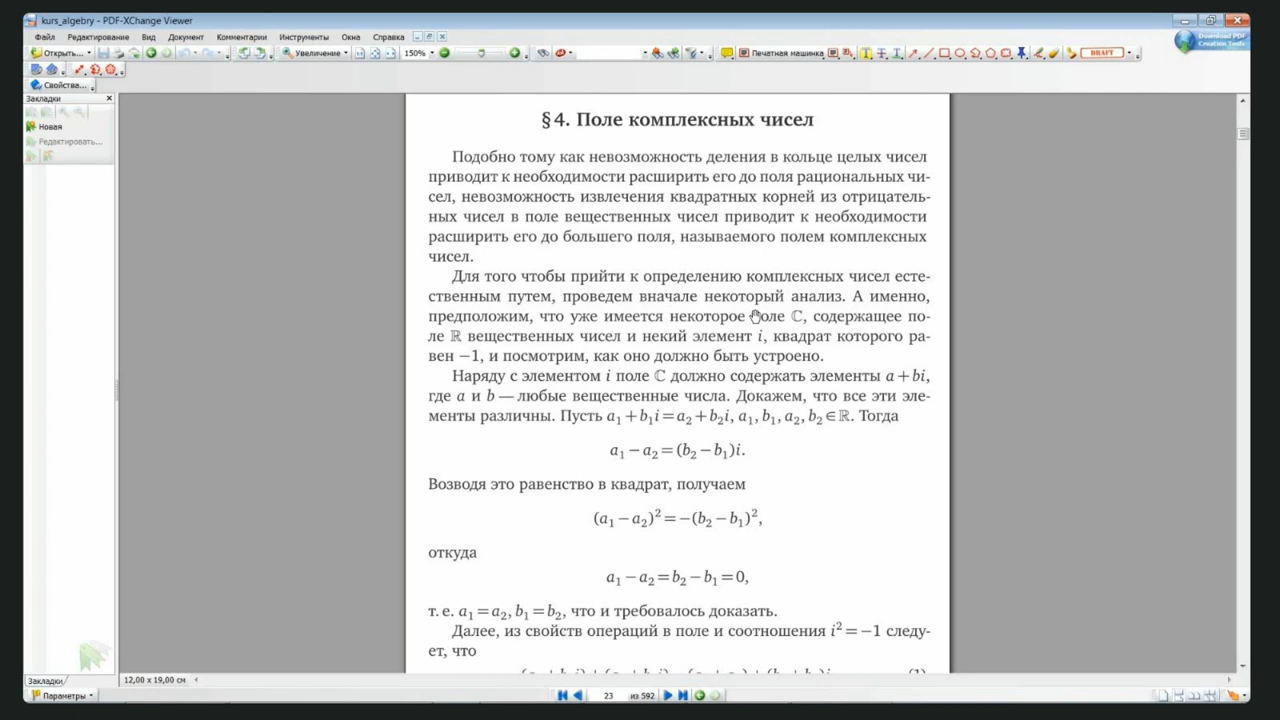 kurs_algebry - PDF-XChange Viewer
Файл Редактирование Вид Документ Комментарии Инструменты Окна Справка
Открыть... Увеличение 150% Печатная машинка DRAFT
Download PDF
Creation Tools
Свойства...
Закладки
Новая
Редактировать...
§ 4. Поле комплексных чисел
Подобно тому как невозможность деления в кольце целых чисел
приводит к необходимости расширить его до поля рациональных чи-
сел, невозможность извлечения квадратных корней из отрицатель-
ных чисел в поле вещественных чисел приводит к необходимости
расширить его до большего поля, называемого полем комплексных
чисел.
Для того чтобы прийти к определению комплексных чисел есте-
ственным путем, проведем вначале некоторый анализ. А именно,
предположим, что уже имеется некоторое поле ℂ, содержащее по-
ле ℝ вещественных чисел и некий элемент i, квадрат которого ра-
вен −1, и посмотрим, как оно должно быть устроено.
Наряду с элементом i поле ℂ должно содержать элементы a + bi,
где a и b — любые вещественные числа. Докажем, что все эти эле-
менты различны. Пусть a₁ + b₁i = a₂ + b₂i, a₁, b₁, a₂, b₂ ∈ ℝ. Тогда
a₁ − a₂ = (b₂ − b₁)i.
Возводя это равенство в квадрат, получаем
(a₁ − a₂)² = −(b₂ − b₁)²,
откуда
a₁ − a₂ = b₂ − b₁ = 0,
т. е. a₁ = a₂, b₁ = b₂, что и требовалось доказать.
Далее, из свойств операций в поле и соотношения i² = −1 следу-
ет, что
Закладки
12,00 x 19,00 см
Параметры 23 из 592